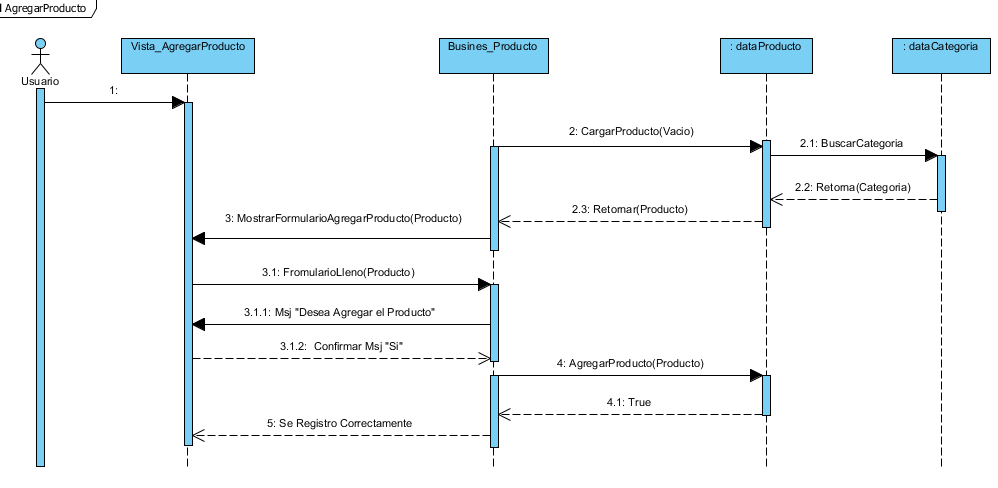 AgregarProducto
Vista_AgregarProducto
Busines_Producto
: dataProducto
: dataCategoria
Usuario
1:
2: CargarProducto(Vacio)
2.1: BuscarCategoria
2.2: Retorna(Categoria)
2.3: Retornar(Producto)
3: MostrarFormularioAgregarProducto(Producto)
3.1: FromularioLleno(Producto)
3.1.1: Msj "Desea Agregar el Producto"
3.1.2: Confirmar Msj "Si"
4: AgregarProducto(Producto)
4.1: True
5: Se Registro Correctamente